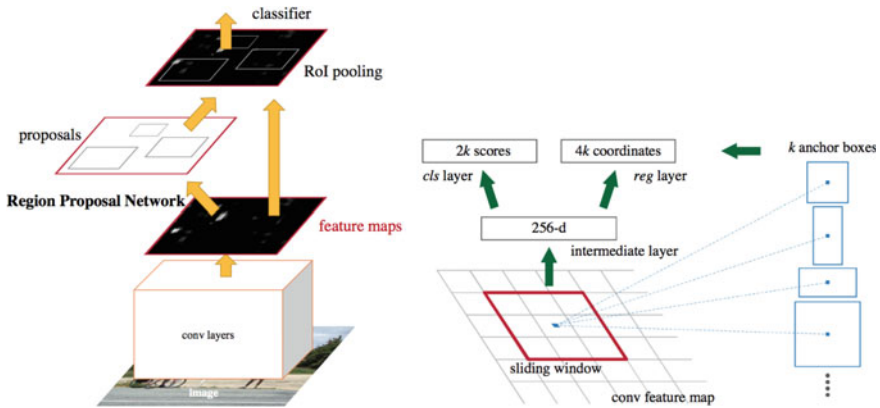 classifier
RoI pooling
proposals
Region Proposal Network
feature maps
conv layers
image
2k scores
4k coordinates
k anchor boxes
cls layer
reg layer
256-d
intermediate layer
sliding window
conv feature map